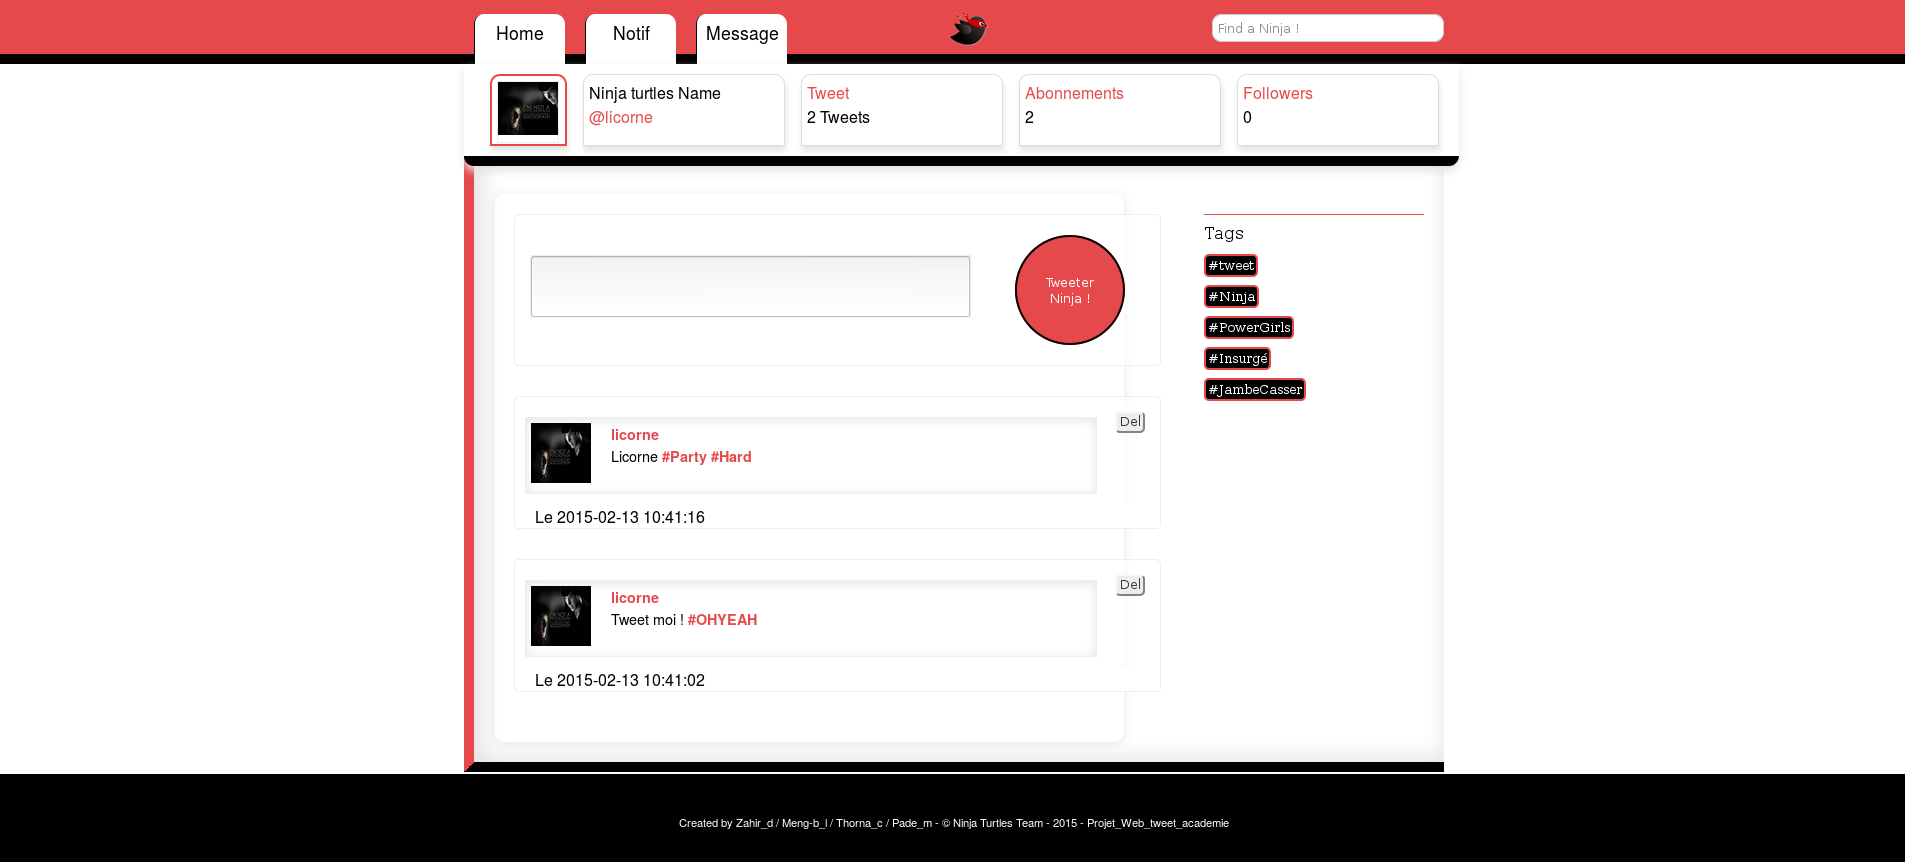 Home
Notif
Message
Find a Ninja !
Ninja turtles Name
@licorne
Tweet
2 Tweets
Abonnements
2
Followers
0
Tweeter
Ninja !
licorne
Licorne #Party #Hard
Del
Le 2015-02-13 10:41:16
licorne
Tweet moi ! #OHYEAH
Del
Le 2015-02-13 10:41:02
Tags
#tweet
#Ninja
#PowerGirls
#Insurgé
#JambeCasser
Created by Zahir_d / Meng-b_l / Thorna_c / Pade_m - © Ninja Turtles Team - 2015 - Projet_Web_tweet_academie